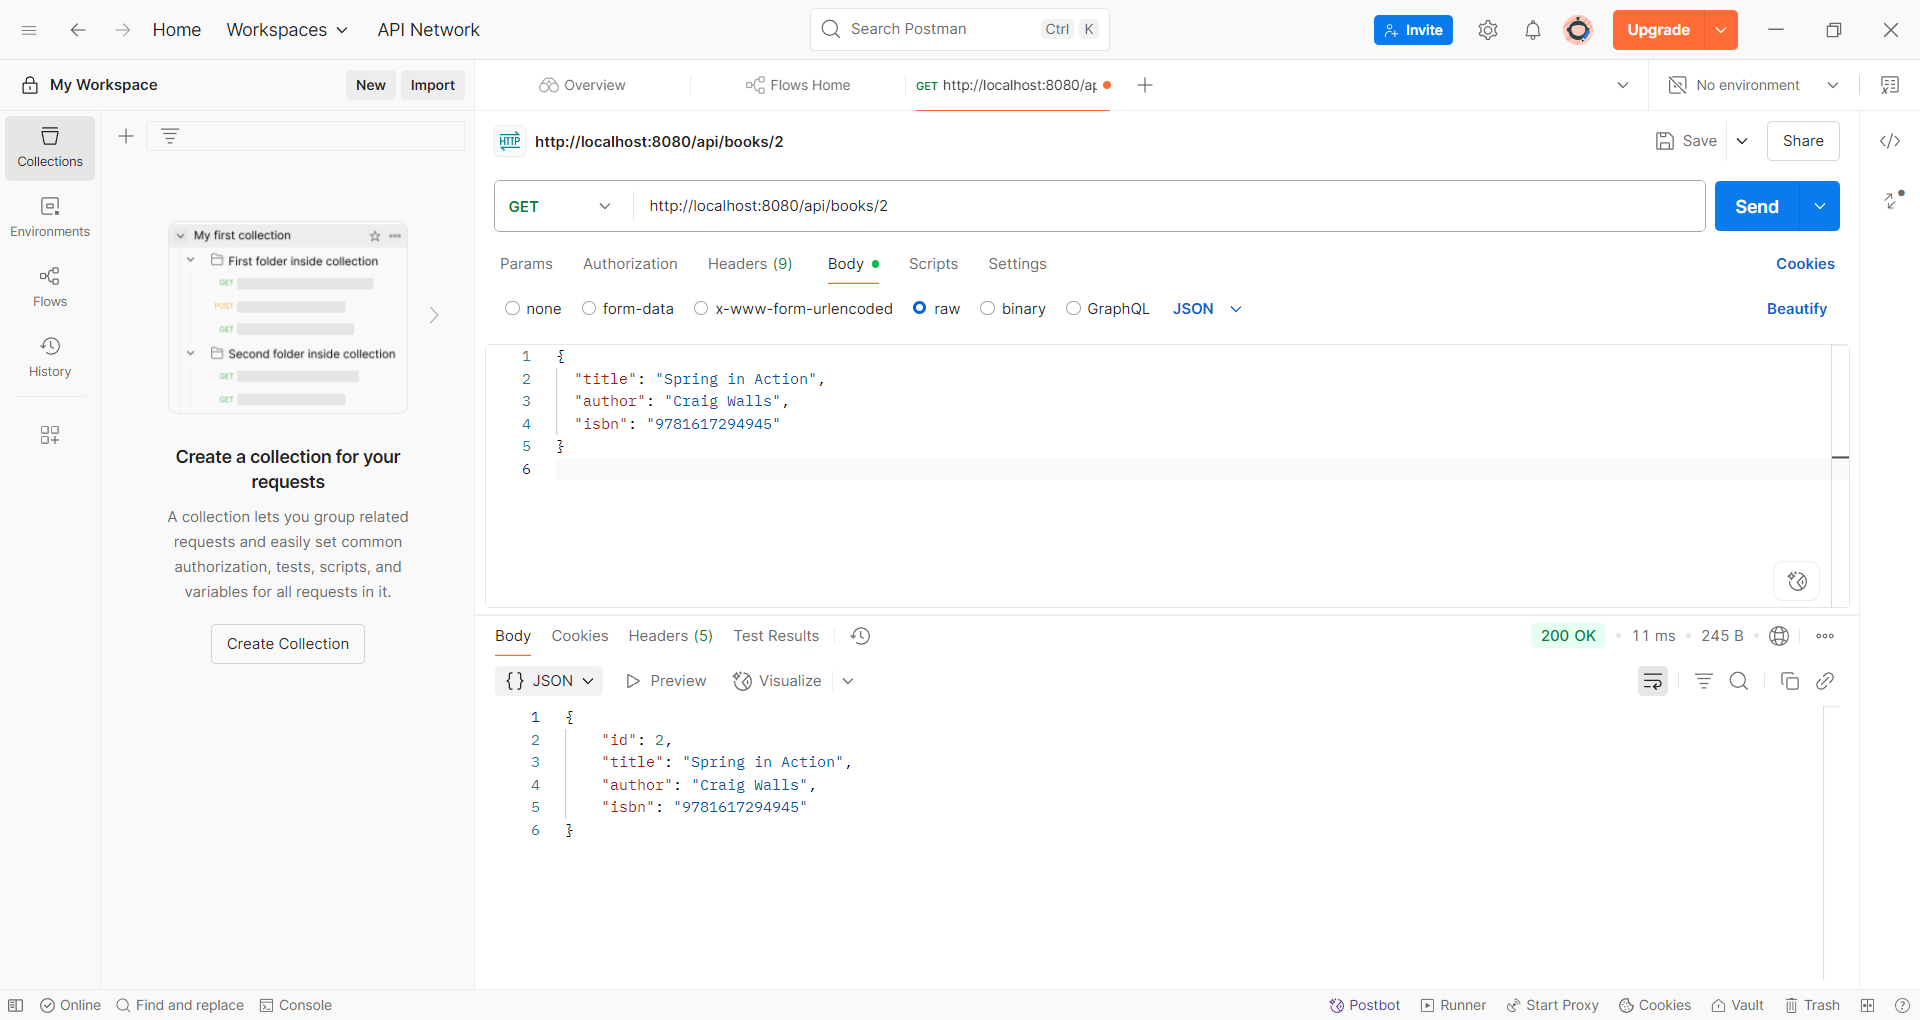 Home Workspaces API Network Search Postman Ctrl K Invite Upgrade
My Workspace New Import Overview Flows Home GET http://localhost:8080/ap No environment
Collections
Environments
Flows
History
My first collection
First folder inside collection
GET
POST
GET
Second folder inside collection
GET
GET
Create a collection for your
requests
A collection lets you group related
requests and easily set common
authorization, tests, scripts, and
variables for all requests in it.
Create Collection
HTTP http://localhost:8080/api/books/2 Save Share
GET http://localhost:8080/api/books/2 Send
Params Authorization Headers (9) Body Scripts Settings Cookies
none form-data x-www-form-urlencoded raw binary GraphQL JSON Beautify
1 {
2 "title": "Spring in Action",
3 "author": "Craig Walls",
4 "isbn": "9781617294945"
5 }
6
Body Cookies Headers (5) Test Results 200 OK 11 ms 245 B
{} JSON Preview Visualize
1 {
2 "id": 2,
3 "title": "Spring in Action",
4 "author": "Craig Walls",
5 "isbn": "9781617294945"
6 }
Online Find and replace Console Postbot Runner Start Proxy Cookies Vault Trash